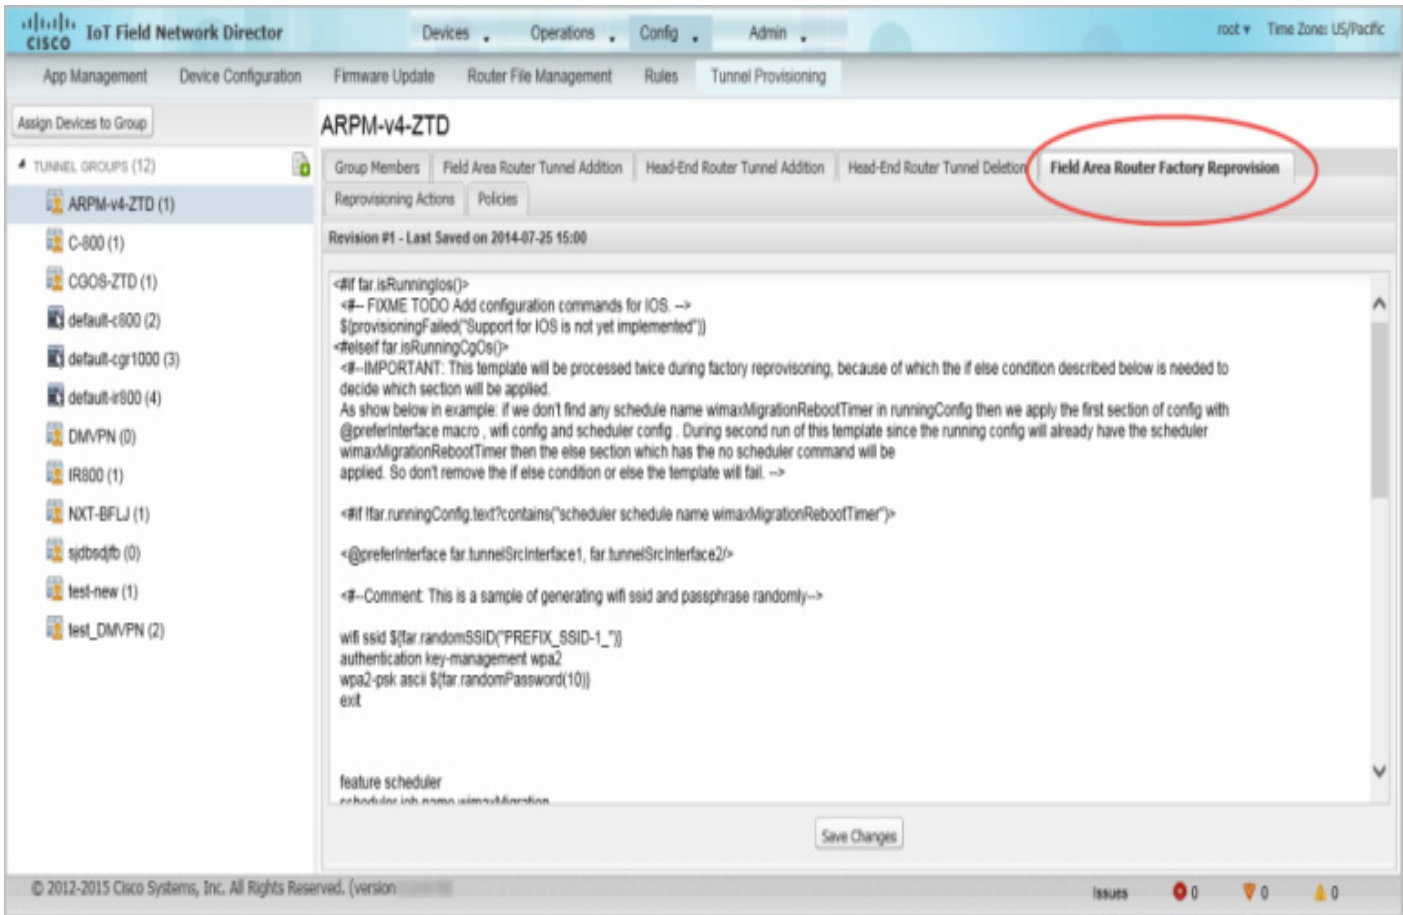 CISCO IoT Field Network Director
Devices Operations Config Admin
root Time Zone: US/Pacific
App Management Device Configuration Firmware Update Router File Management Rules Tunnel Provisioning
Assign Devices to Group
TUNNEL GROUPS (12)
ARPM-v4-ZTD (1)
C-800 (1)
CGOS-ZTD (1)
default-c800 (2)
default-cgr1000 (3)
default-ir800 (4)
DMVPN (0)
IR800 (1)
NXT-BFLJ (1)
sjdbsdjfb (0)
test-new (1)
test_DMVPN (2)
ARPM-v4-ZTD
Group Members Field Area Router Tunnel Addition Head-End Router Tunnel Addition Head-End Router Tunnel Deletion Field Area Router Factory Reprovision
Reprovisioning Actions Policies
Revision #1 - Last Saved on 2014-07-25 15:00
<#if far.isRunningIos()>
<#-- FIXME TODO Add configuration commands for IOS. -->
${provisioningFailed("Support for IOS is not yet implemented")}
<#elseif far.isRunningCgOs()>
<#--IMPORTANT: This template will be processed twice during factory reprovisoning, because of which the if else condition described below is needed to
decide which section will be applied.
As show below in example: if we don't find any schedule name wimaxMigrationRebootTimer in runningConfig then we apply the first section of config with
@preferInterface macro , wifi config and scheduler config . During second run of this template since the running config will already have the scheduler
wimaxMigrationRebootTimer then the else section which has the no scheduler command will be
applied. So don't remove the if else condition or else the template will fail. -->
<#if !far.runningConfig.text?contains("scheduler schedule name wimaxMigrationRebootTimer")>
<@preferInterface far.tunnelSrcInterface1, far.tunnelSrcInterface2/>
<#--Comment: This is a sample of generating wifi ssid and passphrase randomly-->
wifi ssid ${far.randomSSID("PREFIX_SSID-1_")}
authentication key-management wpa2
wpa2-psk ascii ${far.randomPassword(10)}
exit
feature scheduler
scheduler job name wimaxMigration
Save Changes
© 2012-2015 Cisco Systems, Inc. All Rights Reserved. (version
Issues 0 0 0